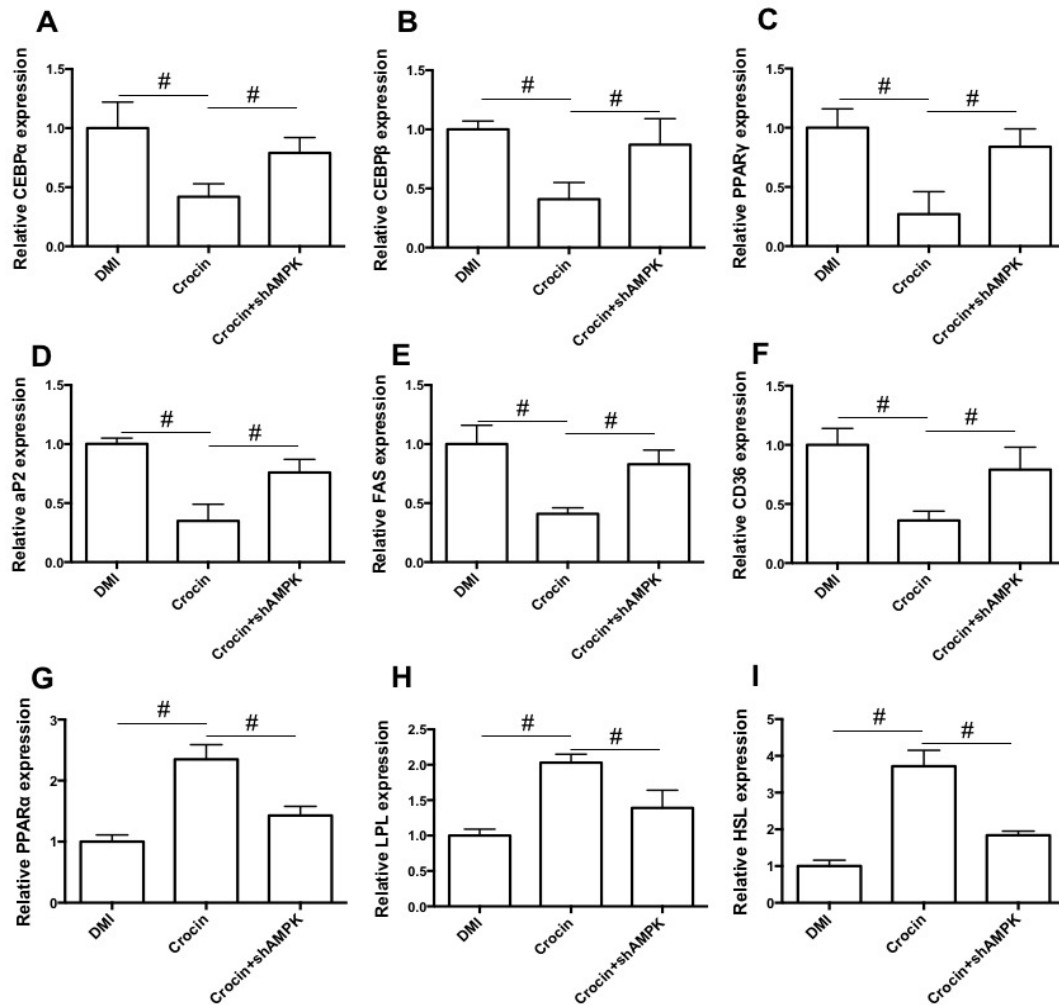 A
Relative CEBPα expression
1.5
1.0
0.5
0.0
#
#
DMI
Crocin
Crocin+shAMPK
B
Relative CEBPβ expression
1.5
1.0
0.5
0.0
#
#
DMI
Crocin
Crocin+shAMPK
C
Relative PPARγ expression
1.5
1.0
0.5
0.0
#
#
DMI
Crocin
Crocin+shAMPK
D
Relative aP2 expression
1.5
1.0
0.5
0.0
#
#
DMI
Crocin
Crocin+shAMPK
E
Relative FAS expression
1.5
1.0
0.5
0.0
#
#
DMI
Crocin
Crocin+shAMPK
F
Relative CD36 expression
1.5
1.0
0.5
0.0
#
#
DMI
Crocin
Crocin+shAMPK
G
Relative PPARα expression
3
2
1
0
#
#
DMI
Crocin
Crocin+shAMPK
H
Relative LPL expression
2.5
2.0
1.5
1.0
0.5
0.0
#
#
DMI
Crocin
Crocin+shAMPK
I
Relative HSL expression
5
4
3
2
1
0
#
#
DMI
Crocin
Crocin+shAMPK